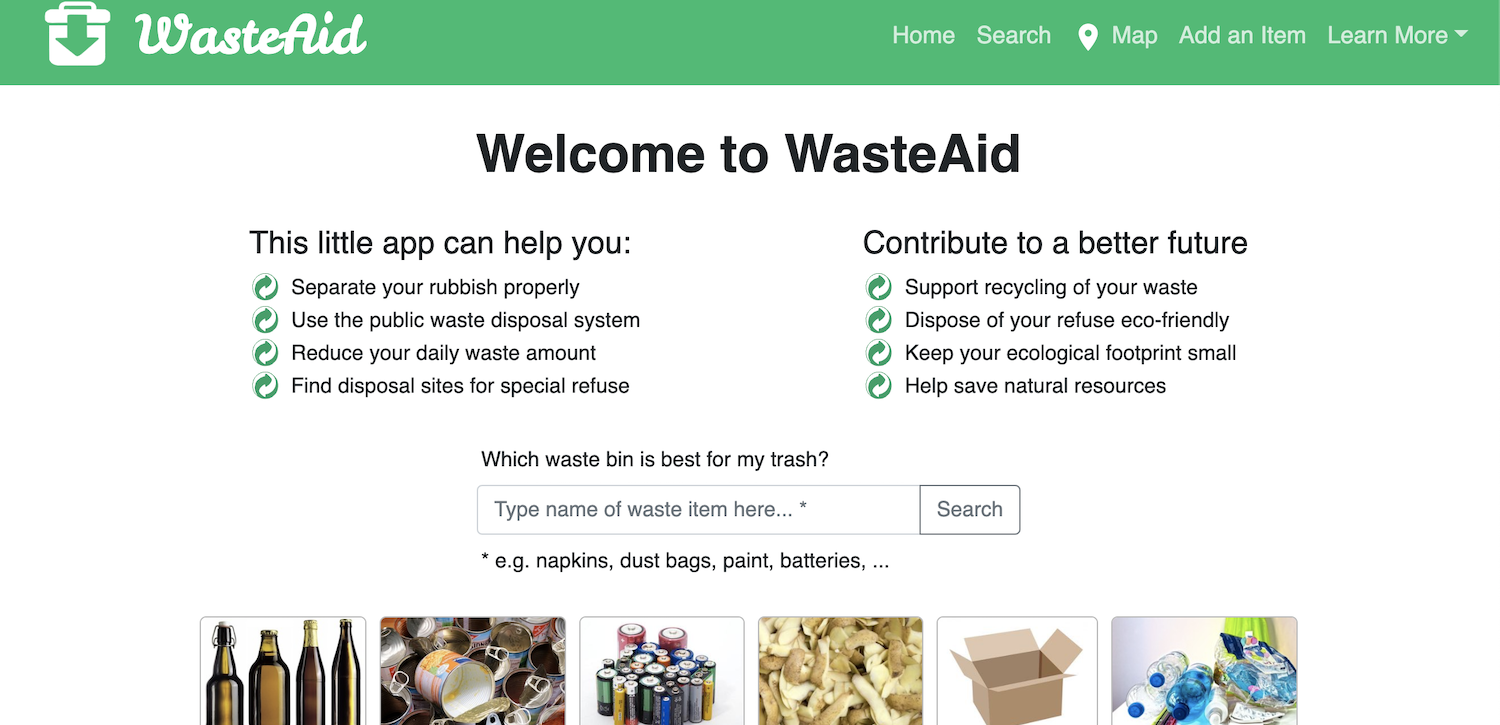 WasteAid
Home Search Map Add an Item Learn More
Welcome to WasteAid
This little app can help you:
Separate your rubbish properly
Use the public waste disposal system
Reduce your daily waste amount
Find disposal sites for special refuse
Contribute to a better future
Support recycling of your waste
Dispose of your refuse eco-friendly
Keep your ecological footprint small
Help save natural resources
Which waste bin is best for my trash?
Type name of waste item here... *
Search
* e.g. napkins, dust bags, paint, batteries, ...